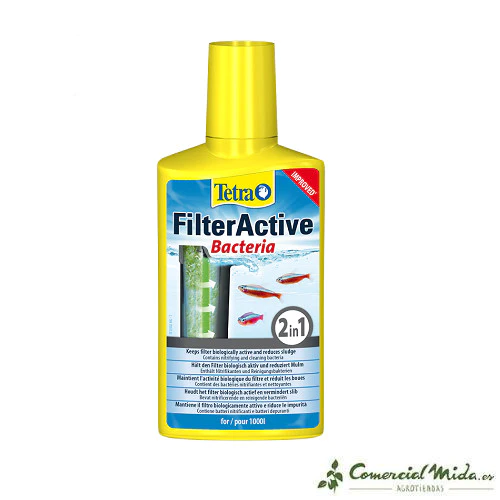 Tetra
IMPROVED*
FilterActive
Bacteria
2in1
Keeps filter biologically active and reduces sludge
Contains nitrifying and cleaning bacteria
Hält den Filter biologisch aktiv und reduziert Mulm
Enthält Nitrifikanten und Reinigungsbakterien
Maintient l'activité biologique du filtre et réduit les boues
Contient des bactéries nitrifiantes et nettoyantes
Houdt het filter biologisch actief en vermindert slib
Bevat nitrificerende en reinigende bacteriën
Mantiene il filtro biologicamente attivo e riduce le impurità
Contiene batteri nitrificanti e batteri depuranti
for / pour 1000l
Comercial Mida.es
AGROTIENDAS